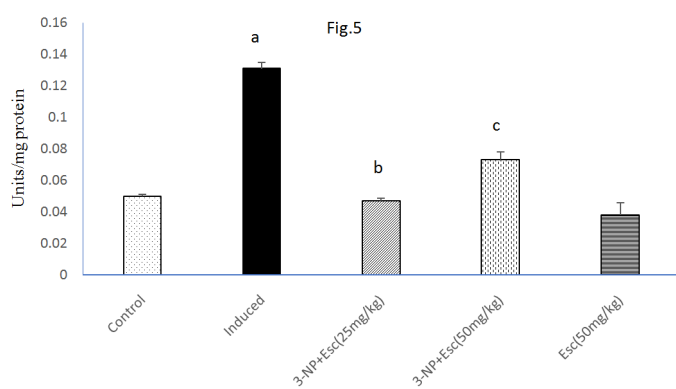 Fig.5
Units/mg protein
0.16
0.14
0.12
0.1
0.08
0.06
0.04
0.02
0
a
b
c
Control
Induced
3-NP+Esc(25mg/kg)
3-NP+Esc(50mg/kg)
Esc(50mg/kg)